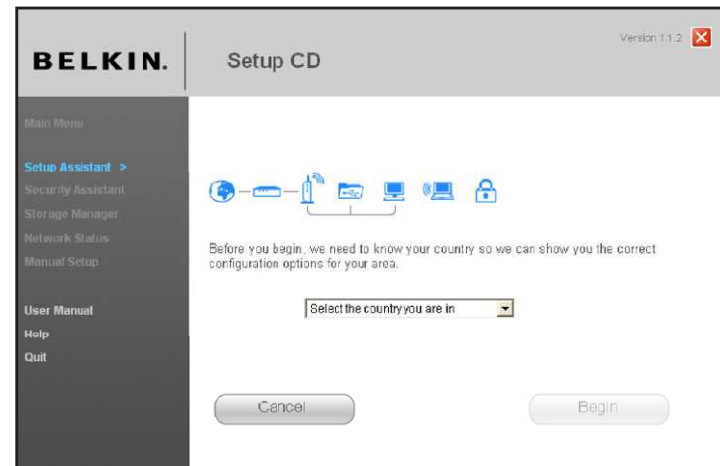 BELKIN.
Setup CD
Version 1.1.2
Main Menu
Setup Assistant >
Security Assistant
Storage Manager
Network Status
Manual Setup
User Manual
Help
Quit
Before you begin, we need to know your country so we can show you the correct
configuration options for your area.
Select the country you are in
Cancel
Begin